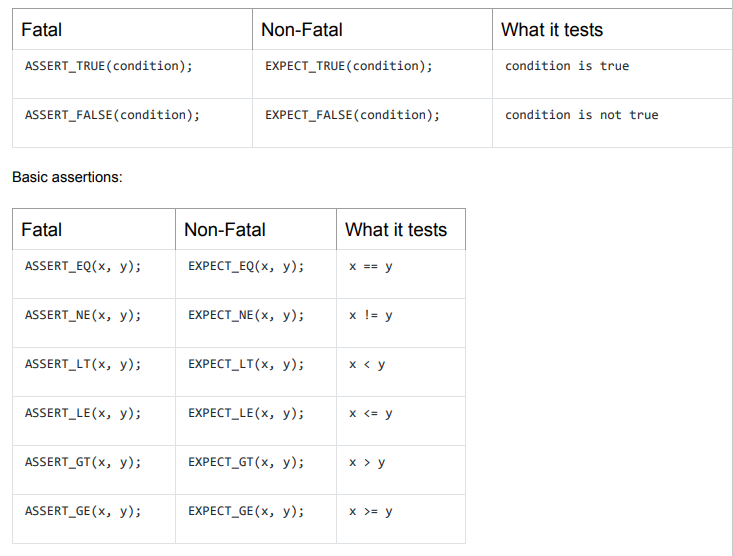 Fatal Non-Fatal What it tests
ASSERT_TRUE(condition); EXPECT_TRUE(condition); condition is true
ASSERT_FALSE(condition); EXPECT_FALSE(condition); condition is not true
Basic assertions:
Fatal Non-Fatal What it tests
ASSERT_EQ(x, y); EXPECT_EQ(x, y); x == y
ASSERT_NE(x, y); EXPECT_NE(x, y); x != y
ASSERT_LT(x, y); EXPECT_LT(x, y); x < y
ASSERT_LE(x, y); EXPECT_LE(x, y); x <= y
ASSERT_GT(x, y); EXPECT_GT(x, y); x > y
ASSERT_GE(x, y); EXPECT_GE(x, y); x >= y